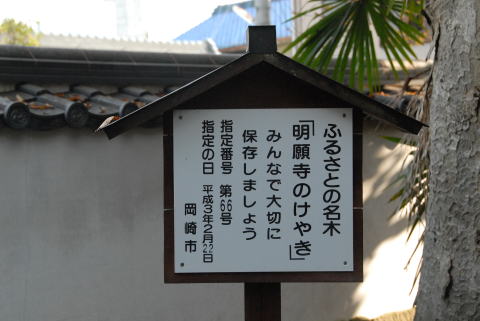 ふるさとの名木
「明願寺のけやき」
みんなで大切に
保存しましょう
指定番号 第66号
指定の日 平成3年2月22日
岡崎市